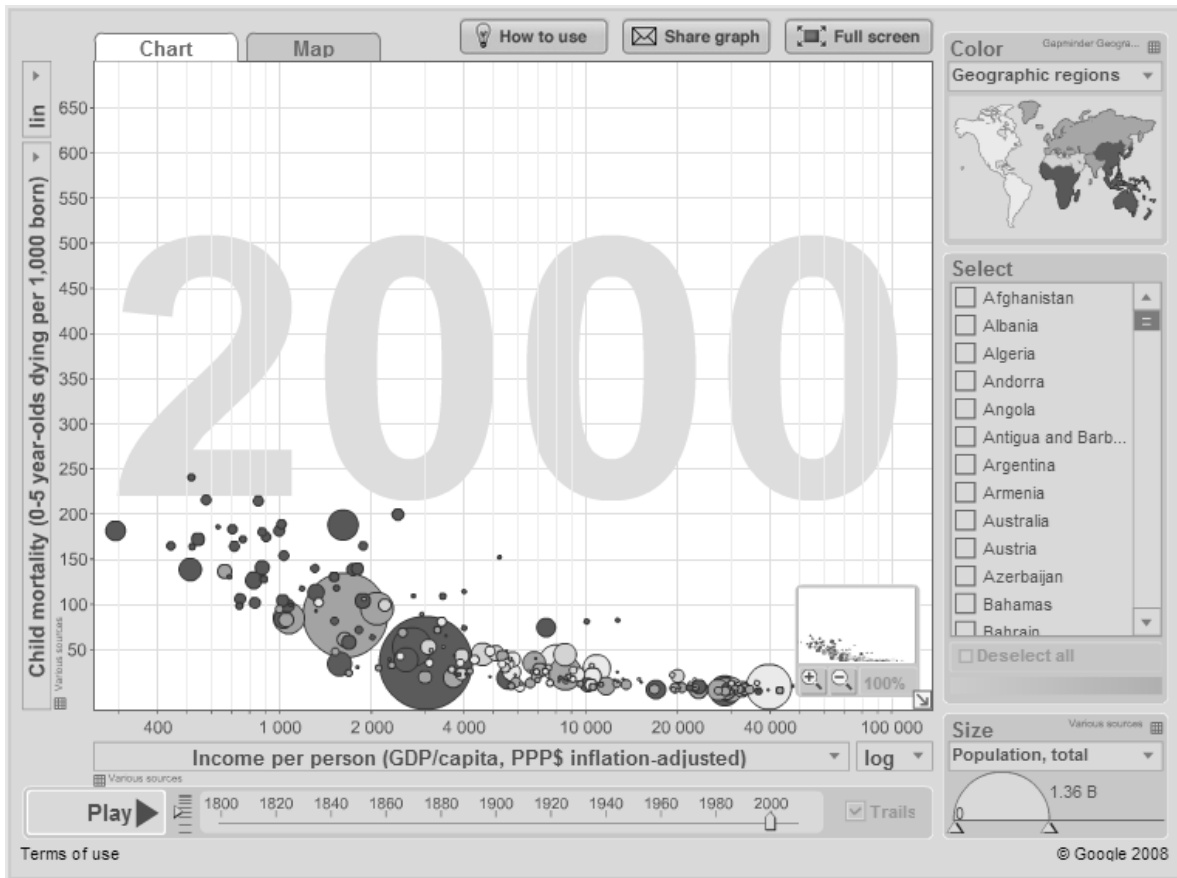 Chart
Map
How to use
Share graph
Full screen
Color
Gapminder Geogra...
Geographic regions
lin
Child mortality (0-5 year-olds dying per 1,000 born)
Various sources
650
600
550
500
450
400
350
300
250
200
150
100
50
2000
400
1 000
2 000
4 000
10 000
20 000
40 000
100 000
100%
Income per person (GDP/capita, PPP$ inflation-adjusted)
log
Various sources
Select
Afghanistan
Albania
Algeria
Andorra
Angola
Antigua and Barb...
Argentina
Armenia
Australia
Austria
Azerbaijan
Bahamas
Bahrain
Deselect all
Size
Various sources
Population, total
1.36 B
0
Play
1800 1820 1840 1860 1880 1900 1920 1940 1960 1980 2000
Trails
Terms of use
© Google 2008